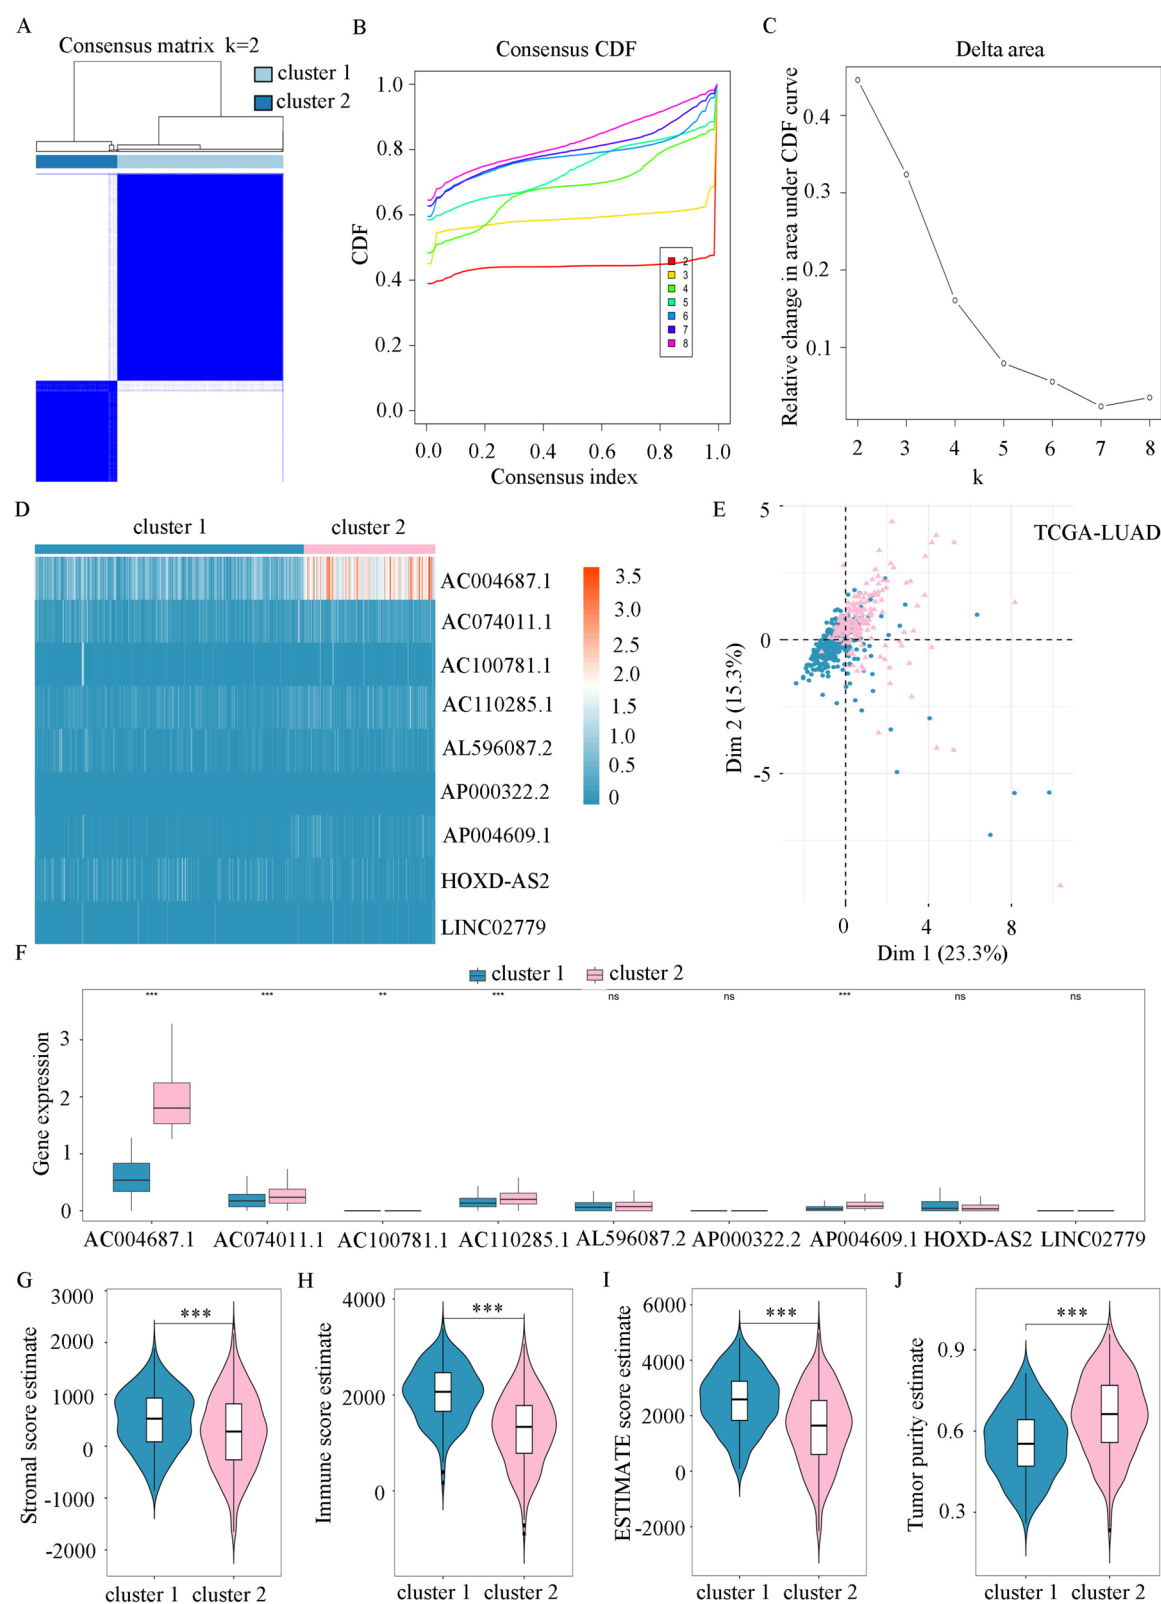 A
Consensus matrix k=2
cluster 1
cluster 2
B
Consensus CDF
CDF
1.0
0.8
0.6
0.4
0.2
0.0
2
3
4
5
6
7
8
0.0 0.2 0.4 0.6 0.8 1.0
Consensus index
C
Delta area
Relative change in area under CDF curve
0.4
0.3
0.2
0.1
2 3 4 5 6 7 8
k
D
cluster 1 cluster 2
AC004687.1
AC074011.1
AC100781.1
AC110285.1
AL596087.2
AP000322.2
AP004609.1
HOXD-AS2
LINC02779
3.5
3.0
2.5
2.0
1.5
1.0
0.5
0
E
TCGA-LUAD
Dim 2 (15.3%)
5
0
-5
0 4 8
Dim 1 (23.3%)
F
cluster 1 cluster 2
Gene expression
3
2
1
0
*** *** ** *** ns ns *** ns ns
AC004687.1 AC074011.1 AC100781.1 AC110285.1 AL596087.2 AP000322.2 AP004609.1 HOXD-AS2 LINC02779
G
Stromal score estimate
3000
2000
1000
0
-1000
-2000
***
cluster 1 cluster 2
H
Immune score estimate
4000
2000
0
***
cluster 1 cluster 2
I
ESTIMATE score estimate
6000
4000
2000
0
-2000
***
cluster 1 cluster 2
J
Tumor purity estimate
0.9
0.6
0.3
***
cluster 1 cluster 2